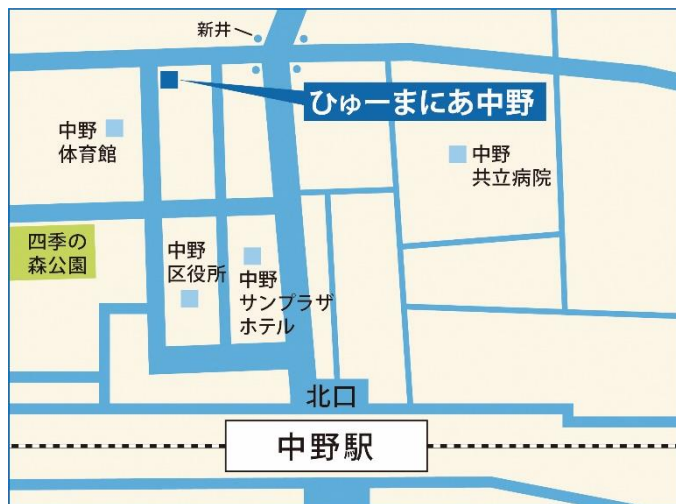 新井
ひゅーまにあ中野
中野
体育館
中野
共立病院
四季の
森公園
中野
区役所
中野
サンプラザ
ホテル
北口
中野駅